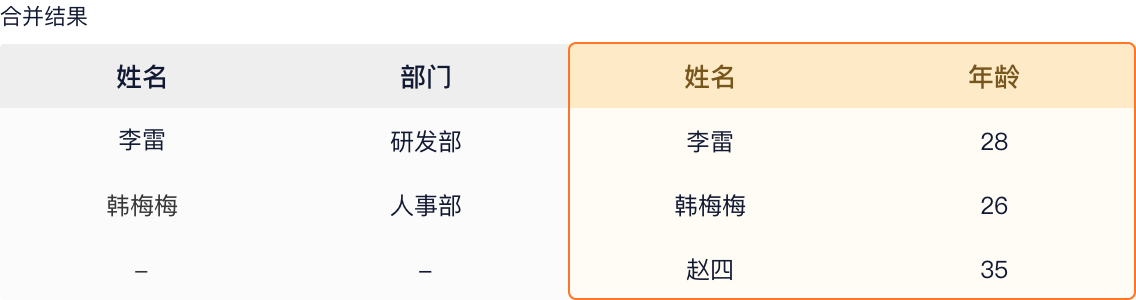 合并结果
姓名 部门 姓名 年龄
李雷 研发部 李雷 28
韩梅梅 人事部 韩梅梅 26
– – 赵四 35